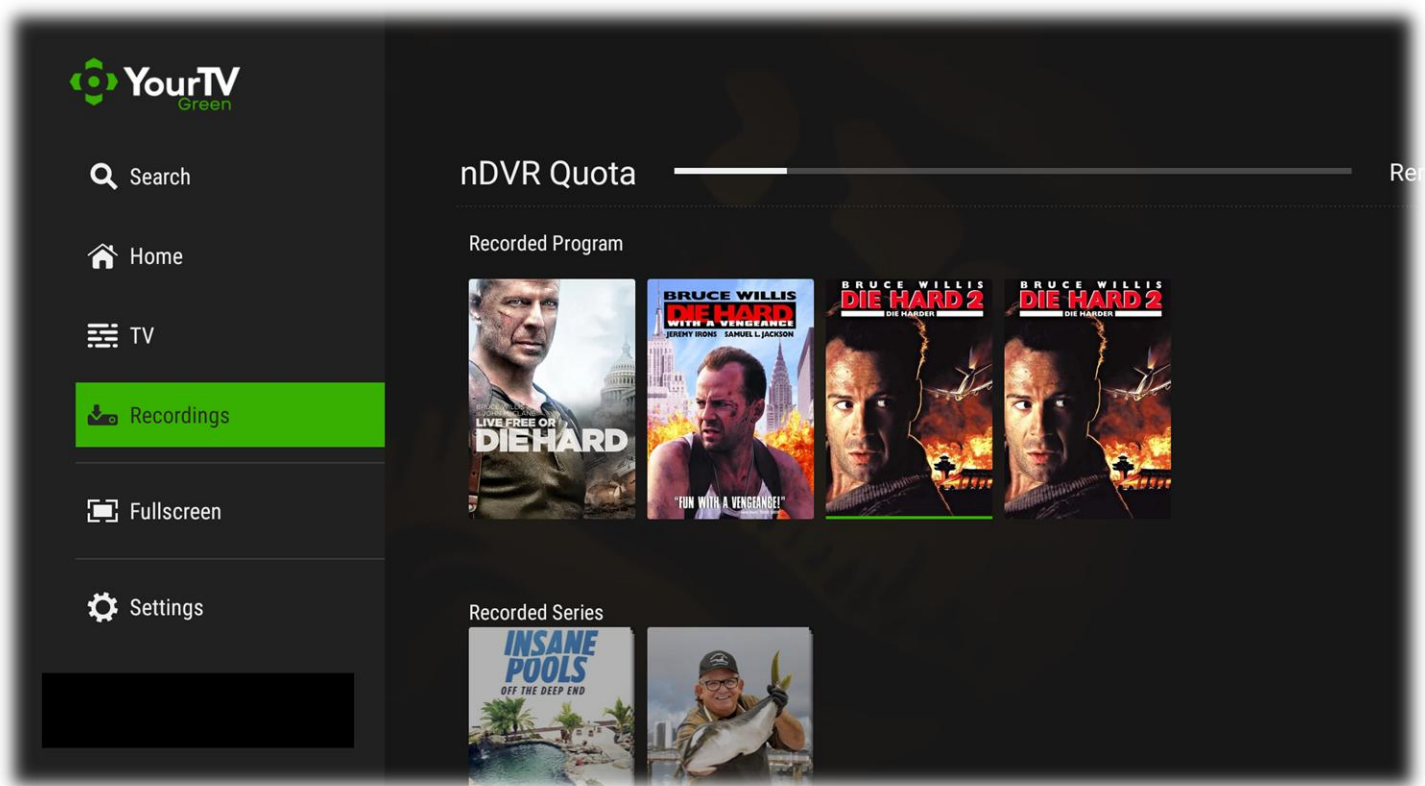 YourTV
Green
Search
Home
TV
Recordings
Fullscreen
Settings
nDVR Quota
Recorded Program
BRUCE WILLIS
LIVE FREE OR
DIE HARD
BRUCE WILLIS
DIE HARD
WITH A VENGEANCE
JEREMY IRONS SAMUEL L. JACKSON
"FUN WITH A VENGEANCE!"
BRUCE WILLIS
DIE HARD 2
DIE HARDER
BRUCE WILLIS
DIE HARD 2
DIE HARDER
Recorded Series
INSANE
POOLS
OFF THE DEEP END